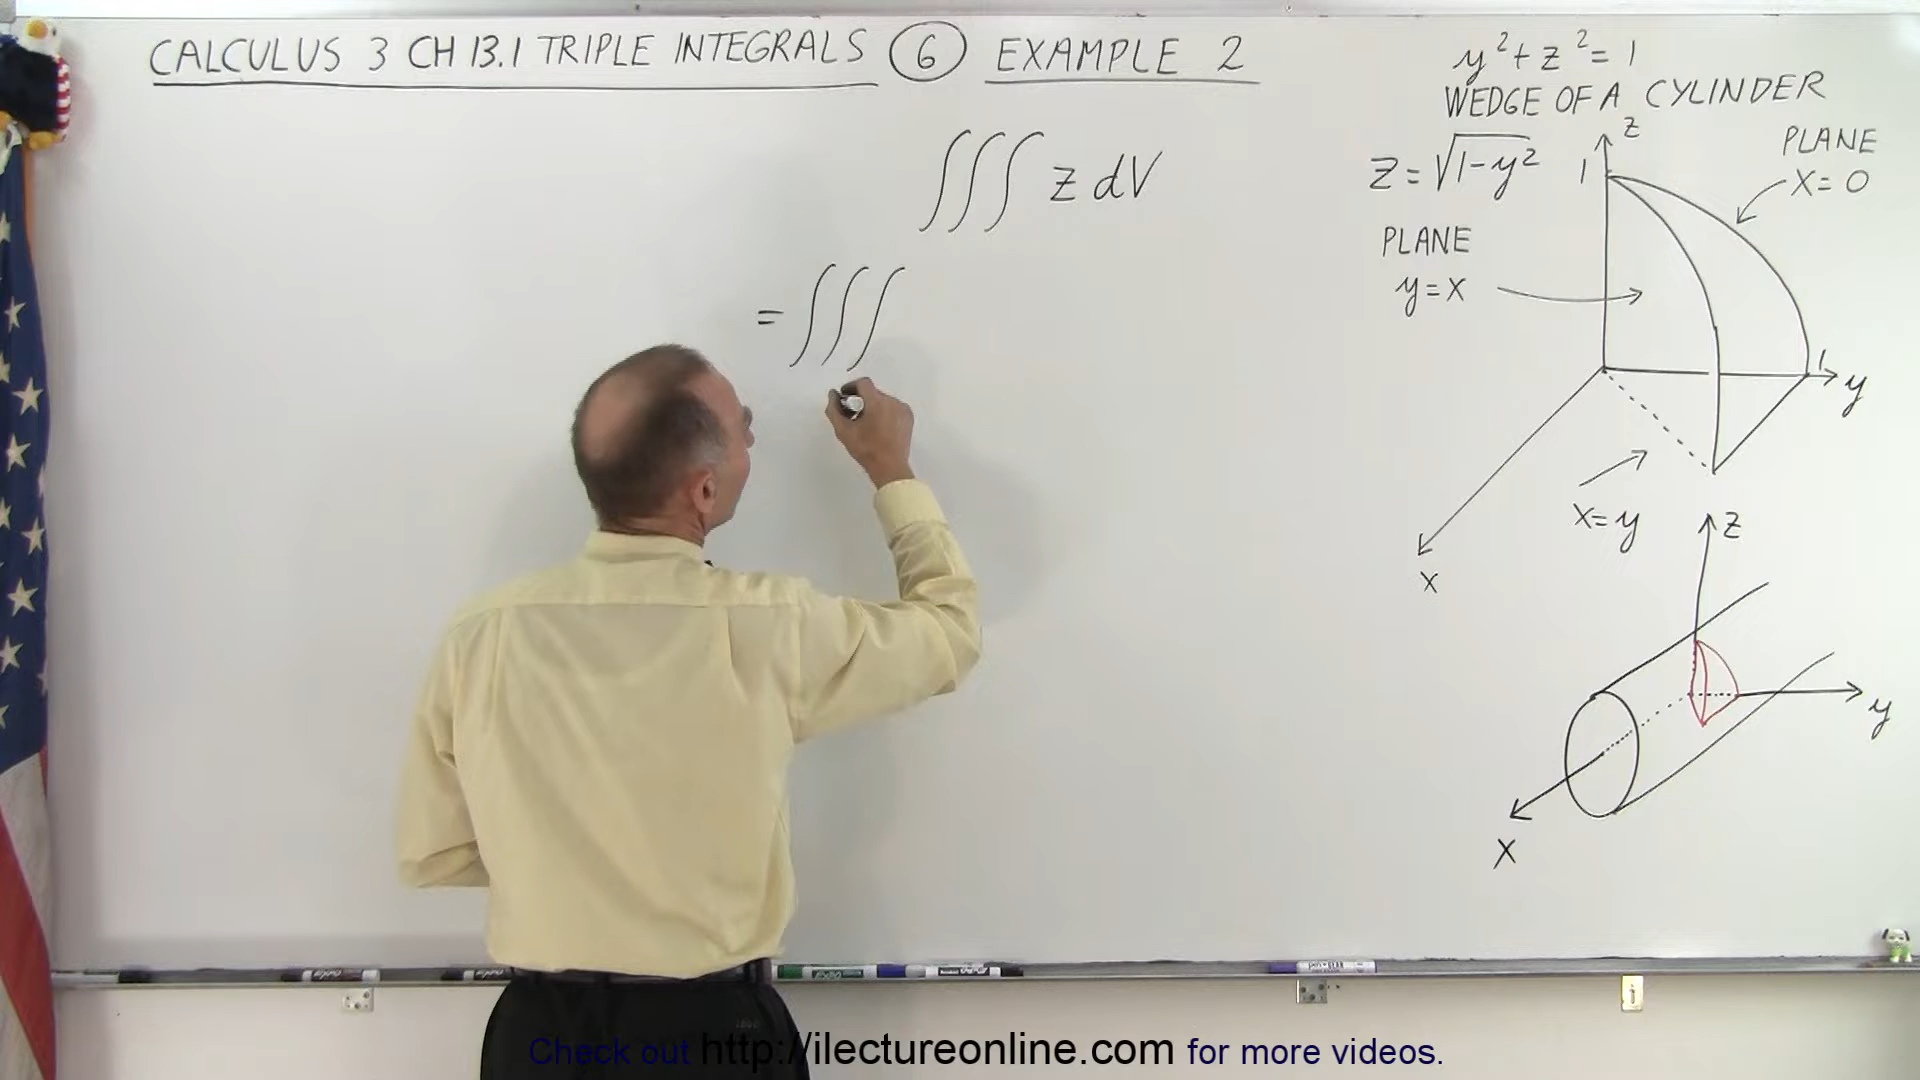 CALCULUS 3 CH 13.1 TRIPLE INTEGRALS 6 EXAMPLE 2
∫∫∫ z dV
= ∫∫∫
y² + z² = 1
WEDGE OF A CYLINDER
z = √1-y²
z
1
PLANE
x = 0
PLANE
y = x
1
y
x = y
x
z
y
x
Check out http://ilectureonline.com for more videos.